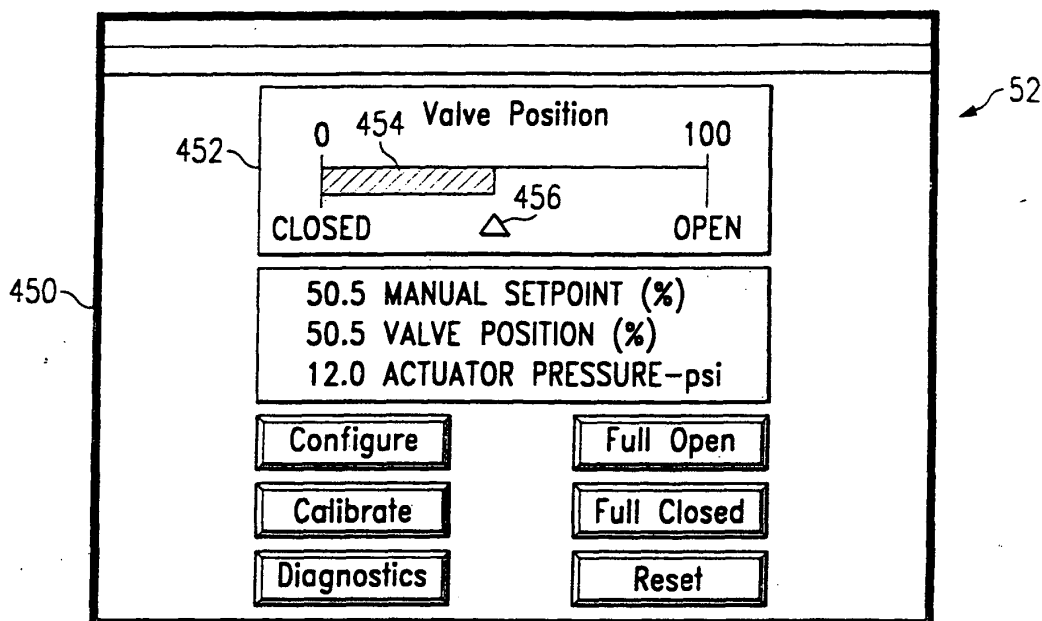 52
Valve Position
0 454 100
452
456
CLOSED OPEN
450
50.5 MANUAL SETPOINT (%)
50.5 VALVE POSITION (%)
12.0 ACTUATOR PRESSURE-psi
Configure Full Open
Calibrate Full Closed
Diagnostics Reset